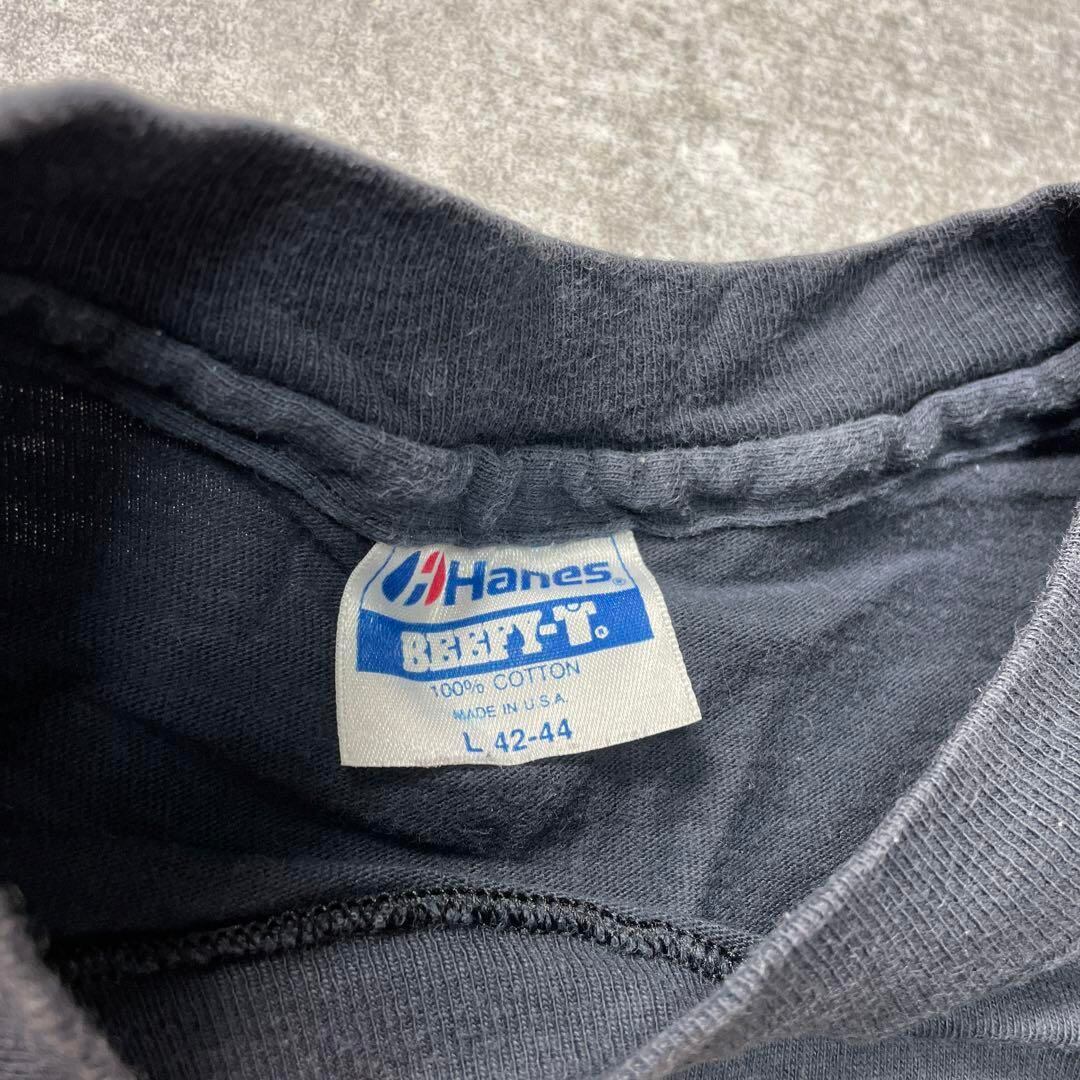 Hanes®
BEEFY-T®
100% COTTON
MADE IN U.S.A.
L 42-44